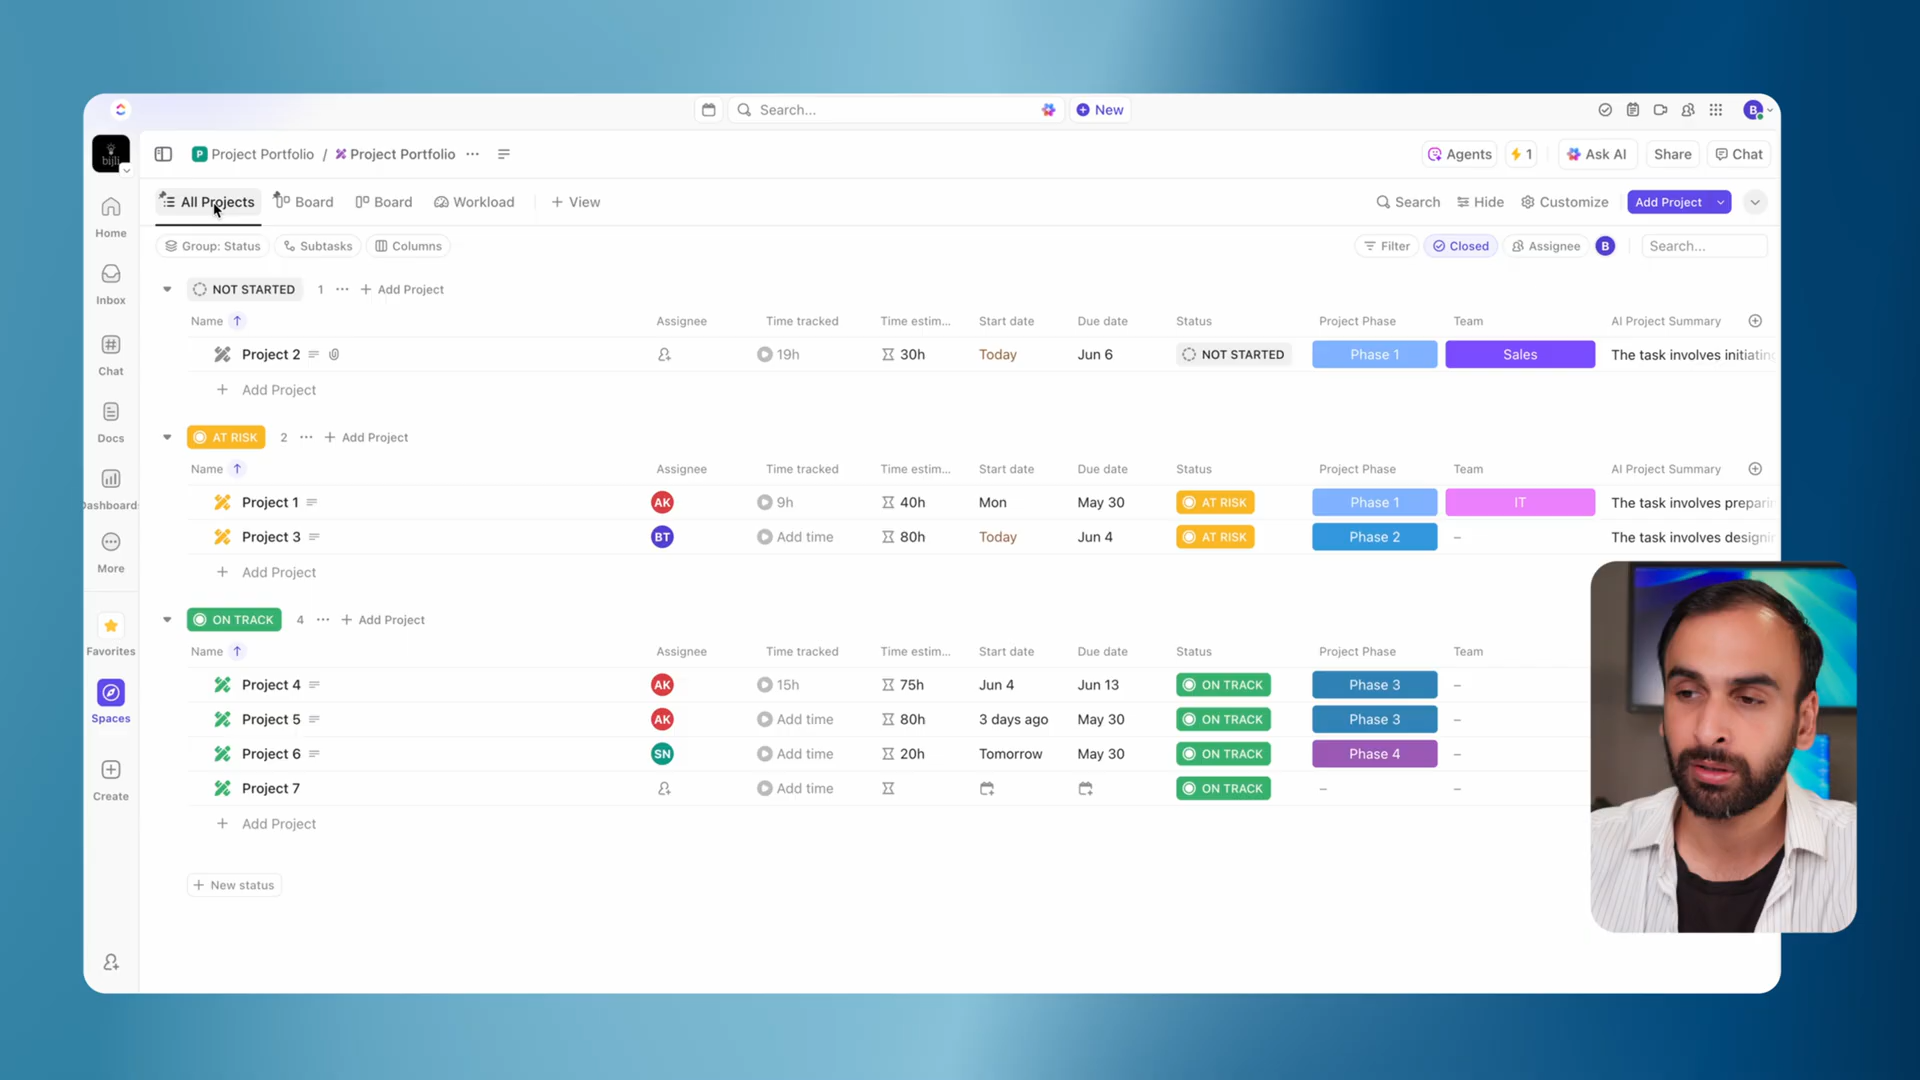 Search... New B
bijli Project Portfolio / Project Portfolio ... Agents 1 Ask AI Share Chat
All Projects Board Board Workload + View Search Hide Customize Add Project
Group: Status Subtasks Columns Filter Closed Assignee B Search...
NOT STARTED 1 ... + Add Project
Name Assignee Time tracked Time estim... Start date Due date Status Project Phase Team AI Project Summary
Project 2 19h 30h Today Jun 6 NOT STARTED Phase 1 Sales The task involves initiating
+ Add Project
AT RISK 2 ... + Add Project
Name Assignee Time tracked Time estim... Start date Due date Status Project Phase Team AI Project Summary
Project 1 AK 9h 40h Mon May 30 AT RISK Phase 1 IT The task involves preparin
Project 3 BT Add time 80h Today Jun 4 AT RISK Phase 2 – The task involves designin
+ Add Project
ON TRACK 4 ... + Add Project
Name Assignee Time tracked Time estim... Start date Due date Status Project Phase Team
Project 4 AK 15h 75h Jun 4 Jun 13 ON TRACK Phase 3 –
Project 5 AK Add time 80h 3 days ago May 30 ON TRACK Phase 3 –
Project 6 SN Add time 20h Tomorrow May 30 ON TRACK Phase 4 –
Project 7 Add time ON TRACK – –
+ Add Project
+ New status
Home
Inbox
Chat
Docs
Dashboard
More
Favorites
Spaces
Create